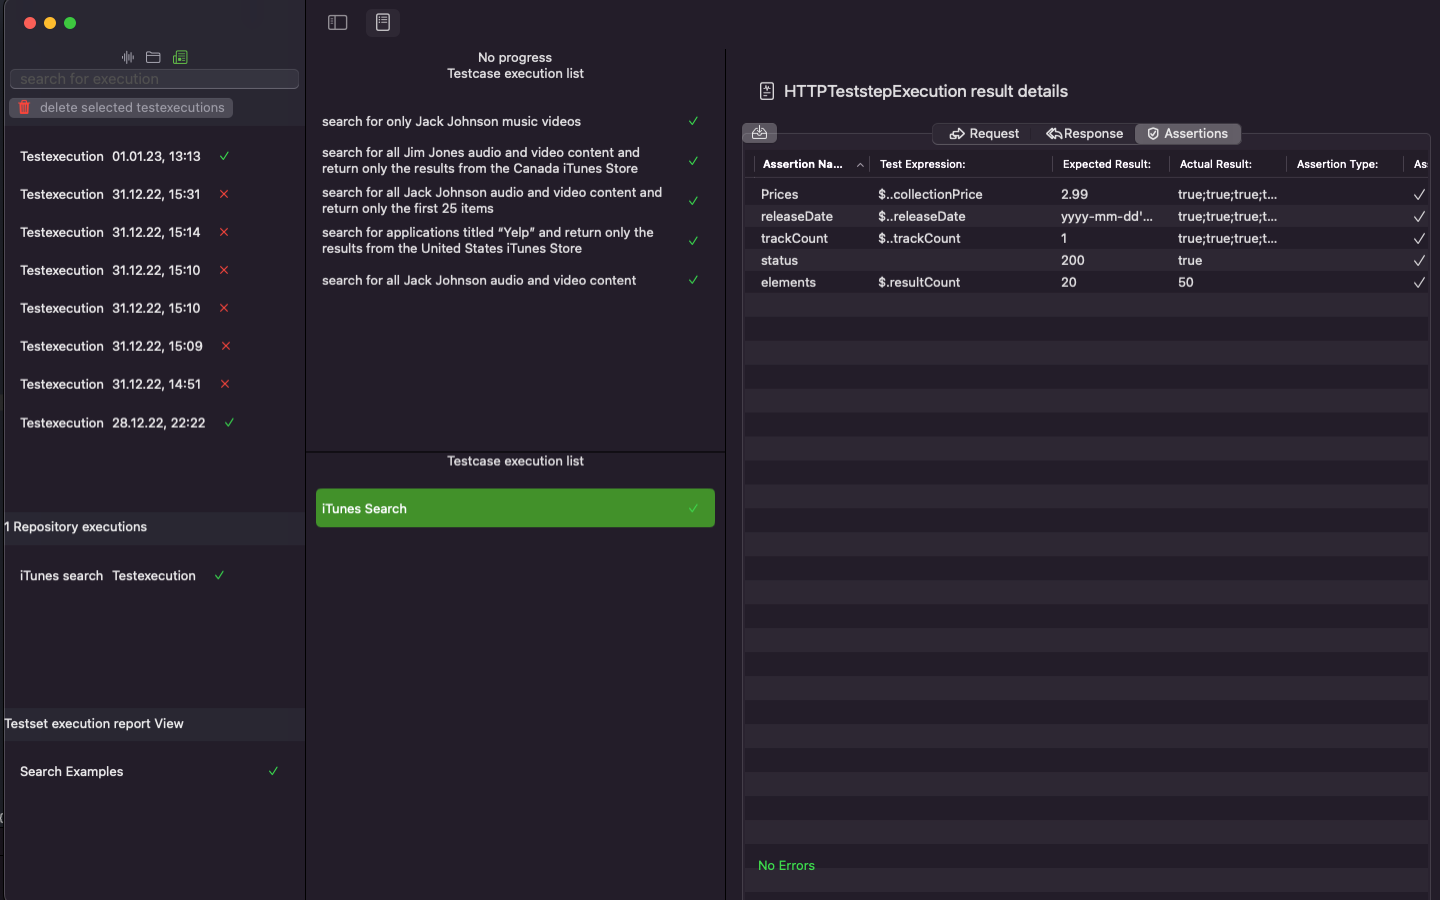 search for execution
delete selected testexecutions
Testexecution 01.01.23, 13:13
Testexecution 31.12.22, 15:31
Testexecution 31.12.22, 15:14
Testexecution 31.12.22, 15:10
Testexecution 31.12.22, 15:10
Testexecution 31.12.22, 15:09
Testexecution 31.12.22, 14:51
Testexecution 28.12.22, 22:22
1 Repository executions
iTunes search Testexecution
Testset execution report View
Search Examples
No progress
Testcase execution list
search for only Jack Johnson music videos
search for all Jim Jones audio and video content and
return only the results from the Canada iTunes Store
search for all Jack Johnson audio and video content and
return only the first 25 items
search for applications titled “Yelp” and return only the
results from the United States iTunes Store
search for all Jack Johnson audio and video content
Testcase execution list
iTunes Search
HTTPTeststepExecution result details
Request Response Assertions
Assertion Na... Test Expression: Expected Result: Actual Result: Assertion Type: As
Prices $..collectionPrice 2.99 true;true;true;t...
releaseDate $..releaseDate yyyy-mm-dd'... true;true;true;t...
trackCount $..trackCount 1 true;true;true;t...
status 200 true
elements $.resultCount 20 50
No Errors